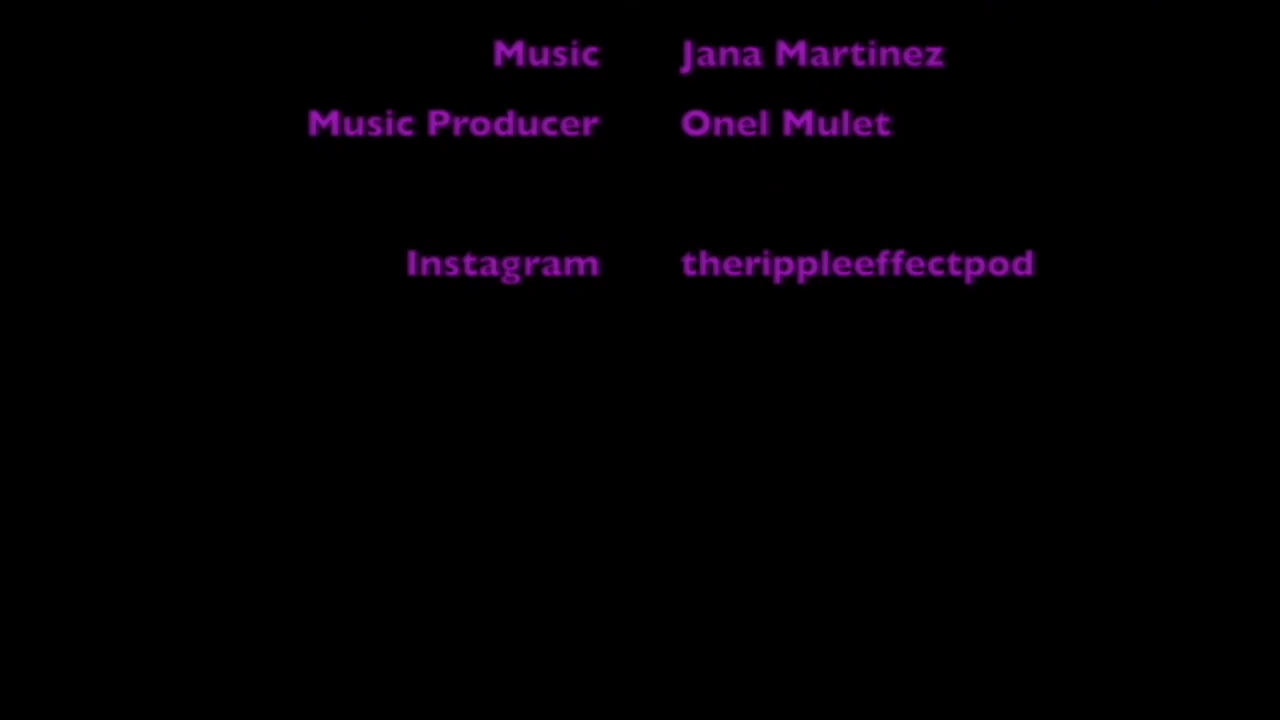 Music Jana Martinez
Music Producer Onel Mulet
Instagram therippleeffectpod